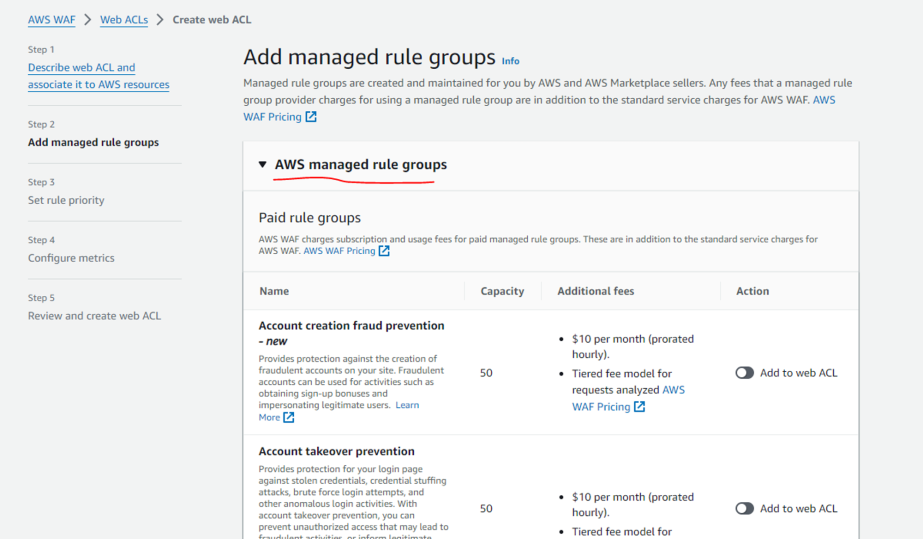 AWS WAF > Web ACLs > Create web ACL
Step 1
Describe web ACL and
associate it to AWS resources
Step 2
Add managed rule groups
Step 3
Set rule priority
Step 4
Configure metrics
Step 5
Review and create web ACL
Add managed rule groups Info
Managed rule groups are created and maintained for you by AWS and AWS Marketplace sellers. Any fees that a managed rule
group provider charges for using a managed rule group are in addition to the standard service charges for AWS WAF. AWS
WAF Pricing
AWS managed rule groups
Paid rule groups
AWS WAF charges subscription and usage fees for paid managed rule groups. These are in addition to the standard service charges for
AWS WAF. AWS WAF Pricing
Name Capacity Additional fees Action
Account creation fraud prevention
- new
Provides protection against the creation of
fraudulent accounts on your site. Fraudulent
accounts can be used for activities such as
obtaining sign-up bonuses and
impersonating legitimate users. Learn
More
50
• $10 per month (prorated
hourly).
• Tiered fee model for
requests analyzed AWS
WAF Pricing
Add to web ACL
Account takeover prevention
Provides protection for your login page
against stolen credentials, credential stuffing
attacks, brute force login attempts, and
other anomalous login activities. With
account takeover prevention, you can
prevent unauthorized access that may lead to
fraudulent activities, or inform legitimate
50
• $10 per month (prorated
hourly).
• Tiered fee model for
Add to web ACL